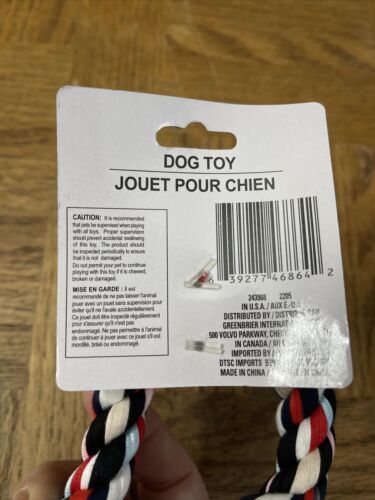 DOG TOY
JOUET POUR CHIEN
CAUTION: It is recommended
that pets be supervised when playing
with all toys. Proper supervision
should prevent accidental swallowing
of this toy. The product should
be inspected periodically to ensure
that it is not damaged.
Do not permit your pet to continue
playing with this toy if it is chewed,
broken or damaged.
MISE EN GARDE : Il est
recommandé de ne pas laisser l'animal
jouer avec un jouet sans supervision pour
éviter qu'il ne l'avale accidentellement.
Ce jouet doit être inspecté périodiquement
pour s'assurer qu'il n'est pas
endommagé. Ne pas permettre à l'animal
de continuer à jouer avec ce jouet s'il est
mordillé, brisé ou endommagé.
39277 46864 2
243966 2205
IN U.S.A./ AUX É.-U.
DISTRIBUTED BY / DISTRIBUÉ PAR
GREENBRIER INTERNAT
500 VOLVO PARKWAY,
IN CANADA / AU
IMPORTED BY /
DTSC IMPORTS
MADE IN CHINA